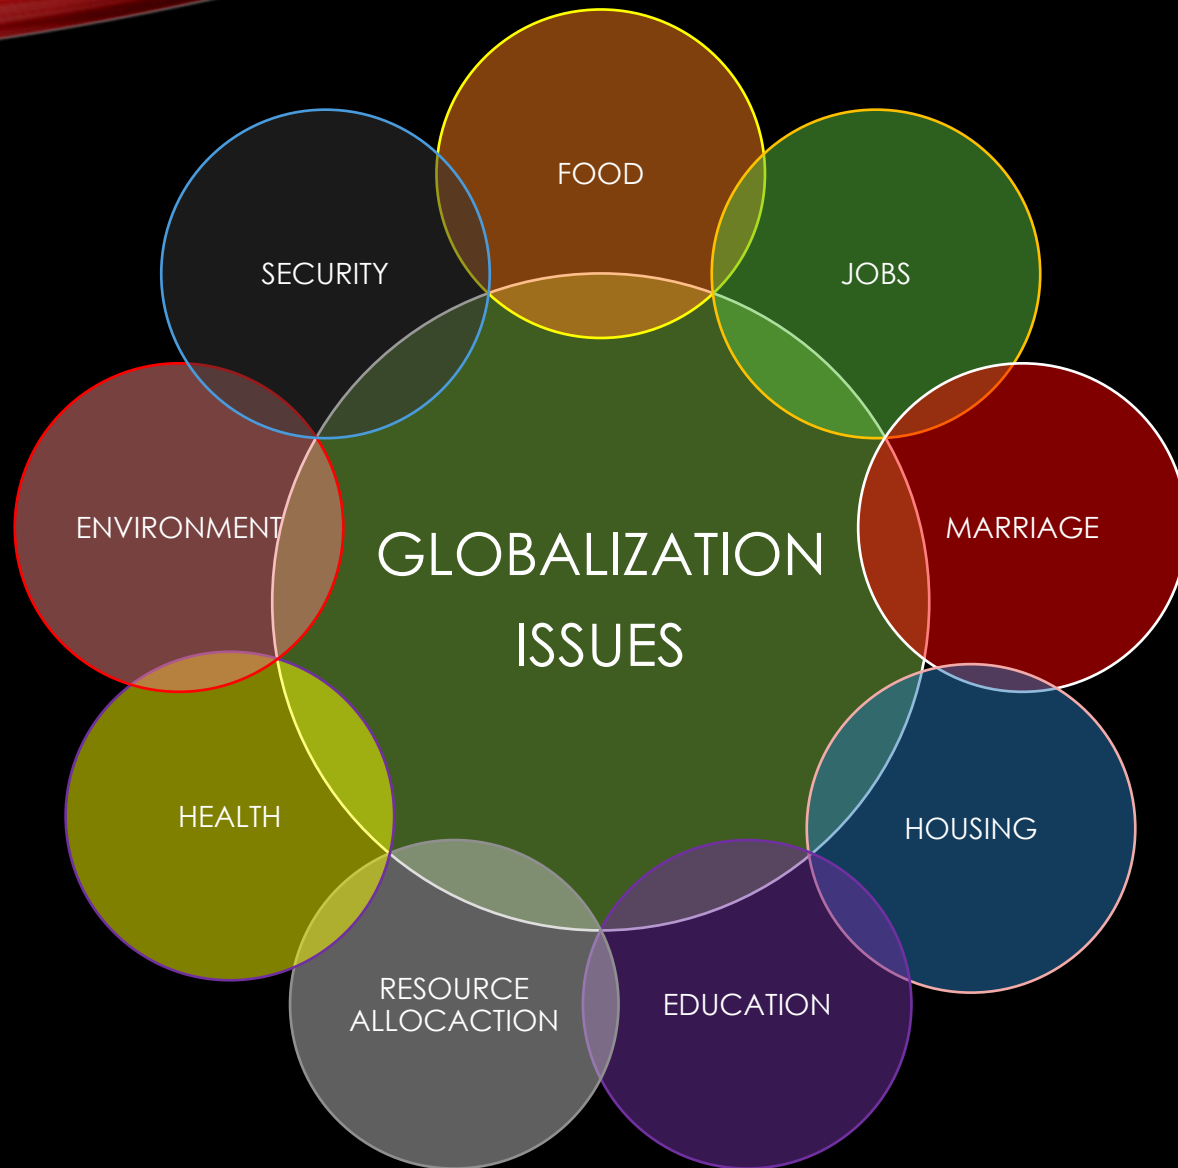 FOOD
JOBS
MARRIAGE
HOUSING
EDUCATION
RESOURCE
ALLOCACTION
HEALTH
ENVIRONMENT
SECURITY
GLOBALIZATION
ISSUES